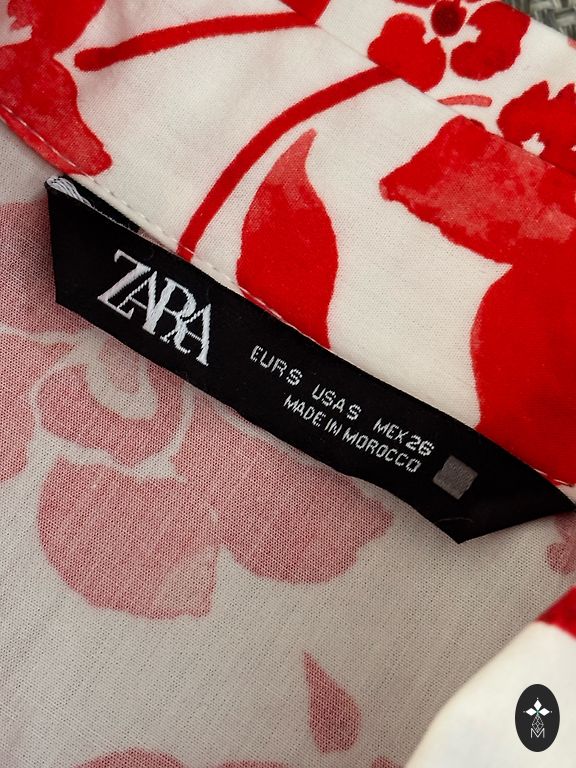 ZARA
EUR S USA S MEX 26
MADE IN MOROCCO